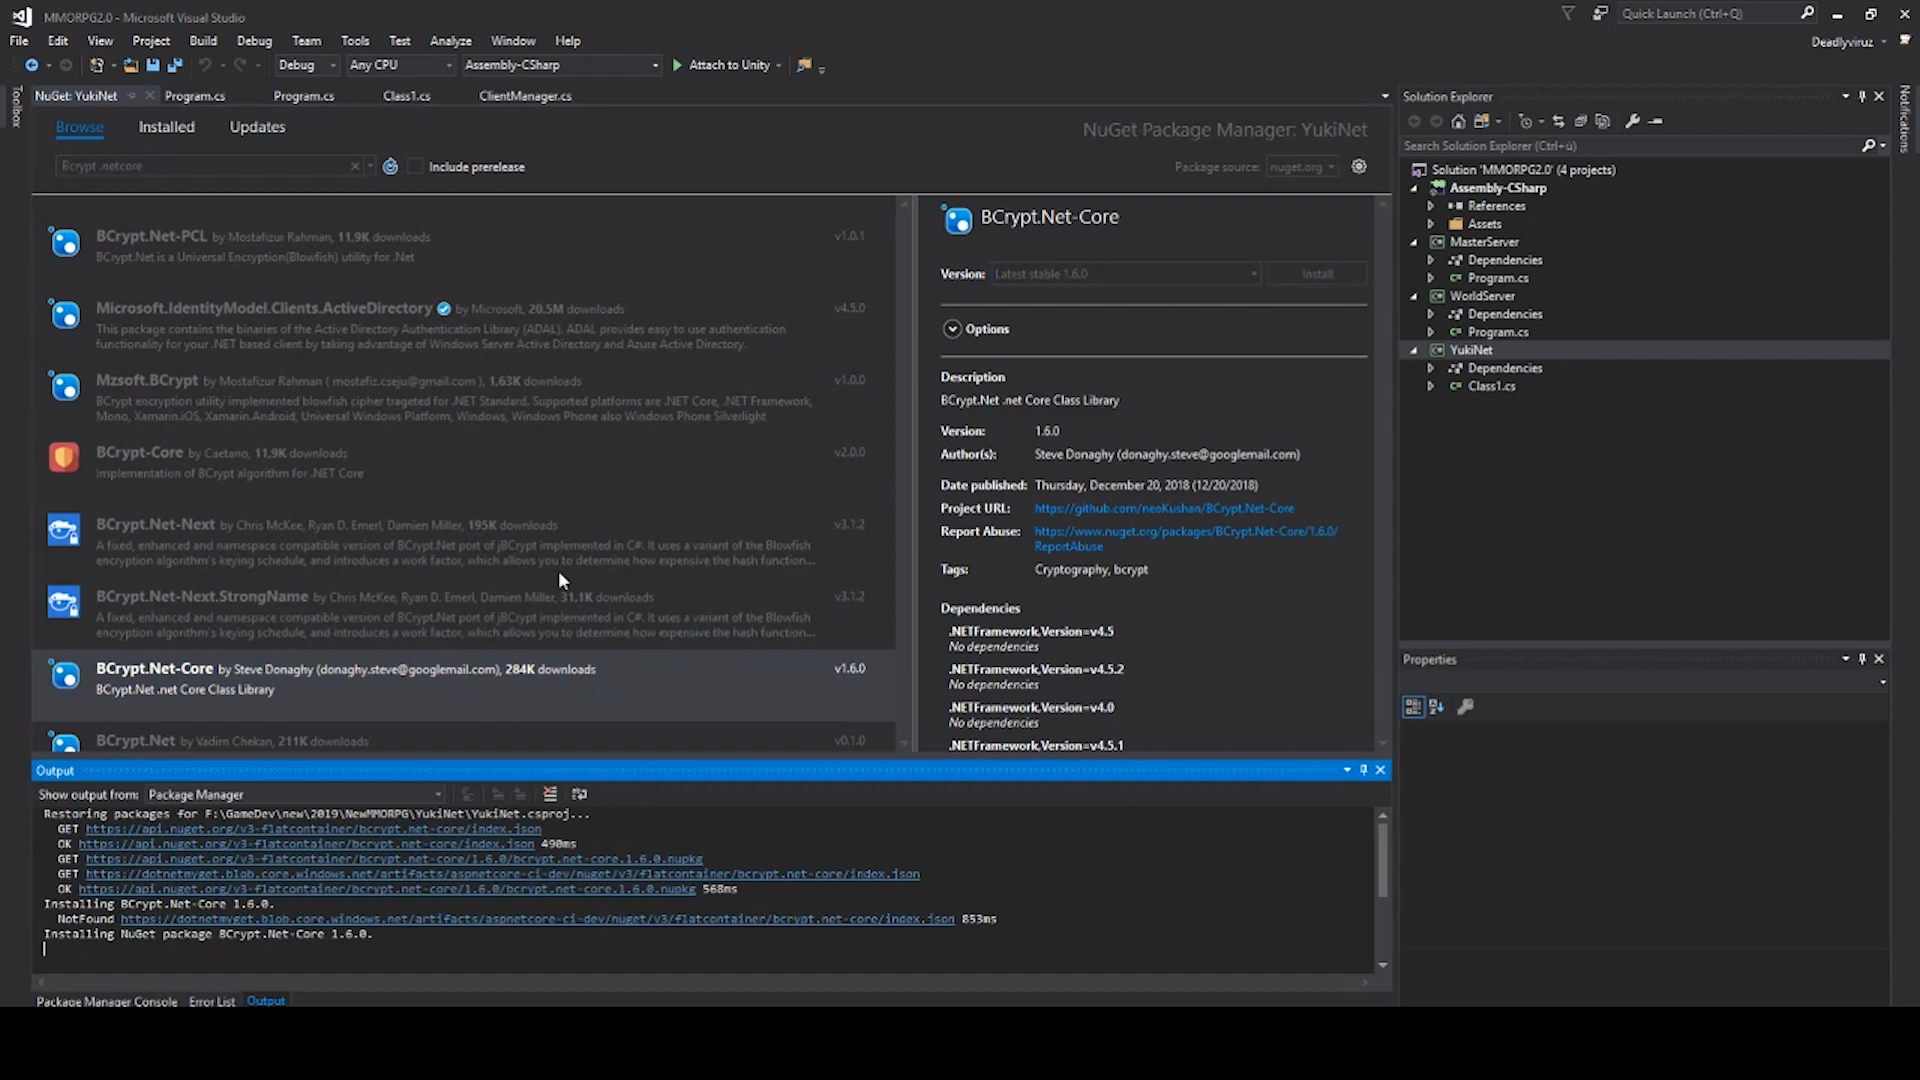 MMORPG2.0 - Microsoft Visual Studio
Quick Launch (Ctrl+Q)
File Edit View Project Build Debug Team Tools Test Analyze Window Help
Deadlyviruz
Debug Any CPU Assembly-CSharp Attach to Unity
Toolbox
NuGet: YukiNet Program.cs Program.cs Class1.cs ClientManager.cs
Browse Installed Updates
NuGet Package Manager: YukiNet
Bcrypt .netcore
Include prerelease
Package source: nuget.org
BCrypt.Net-PCL by Mostafizur Rahman, 11,9K downloads v1.0.1
BCrypt.Net is a Universal Encryption(Blowfish) utility for .Net
Microsoft.IdentityModel.Clients.ActiveDirectory by Microsoft, 20,5M downloads v4.5.0
This package contains the binaries of the Active Directory Authentication Library (ADAL). ADAL provides easy to use authentication
functionality for your .NET based client by taking advantage of Windows Server Active Directory and Azure Active Directory.
Mzsoft.BCrypt by Mostafizur Rahman ( mostafiz.cseju@gmail.com ), 1,63K downloads v1.0.0
BCrypt encryption utility implemented blowfish cipher trageted for .NET Standard. Supported platforms are .NET Core, .NET Framework,
Mono, Xamarin.iOS, Xamarin.Android, Universal Windows Platform, Windows, Windows Phone also Windows Phone Silverlight
BCrypt-Core by Caetano, 11,9K downloads v2.0.0
Implementation of BCrypt algorithm for .NET Core
BCrypt.Net-Next by Chris McKee, Ryan D. Emerl, Damien Miller, 195K downloads v3.1.2
A fixed, enhanced and namespace compatible version of BCrypt.Net port of jBCrypt implemented in C#. It uses a variant of the Blowfish
encryption algorithm's keying schedule, and introduces a work factor, which allows you to determine how expensive the hash function...
BCrypt.Net-Next.StrongName by Chris McKee, Ryan D. Emerl, Damien Miller, 31,1K downloads v3.1.2
A fixed, enhanced and namespace compatible version of BCrypt.Net port of jBCrypt implemented in C#. It uses a variant of the Blowfish
encryption algorithm's keying schedule, and introduces a work factor, which allows you to determine how expensive the hash function...
BCrypt.Net-Core by Steve Donaghy (donaghy.steve@googlemail.com), 284K downloads v1.6.0
BCrypt.Net .net Core Class Library
BCrypt.Net by Vadim Chekan, 211K downloads v0.1.0
BCrypt.Net-Core
Version: Latest stable 1.6.0 Install
Options
Description
BCrypt.Net .net Core Class Library
Version: 1.6.0
Author(s): Steve Donaghy (donaghy.steve@googlemail.com)
Date published: Thursday, December 20, 2018 (12/20/2018)
Project URL: https://github.com/neoKushan/BCrypt.Net-Core
Report Abuse: https://www.nuget.org/packages/BCrypt.Net-Core/1.6.0/
ReportAbuse
Tags: Cryptography, bcrypt
Dependencies
.NETFramework,Version=v4.5
No dependencies
.NETFramework,Version=v4.5.2
No dependencies
.NETFramework,Version=v4.0
No dependencies
.NETFramework,Version=v4.5.1
Output
Show output from: Package Manager
Restoring packages for F:\GameDev\new\2019\NewMMORPG\YukiNet\YukiNet.csproj...
GET https://api.nuget.org/v3-flatcontainer/bcrypt.net-core/index.json
OK https://api.nuget.org/v3-flatcontainer/bcrypt.net-core/index.json 490ms
GET https://api.nuget.org/v3-flatcontainer/bcrypt.net-core/1.6.0/bcrypt.net-core.1.6.0.nupkg
GET https://dotnetmyget.blob.core.windows.net/artifacts/aspnetcore-ci-dev/nuget/v3/flatcontainer/bcrypt.net-core/index.json
OK https://api.nuget.org/v3-flatcontainer/bcrypt.net-core/1.6.0/bcrypt.net-core.1.6.0.nupkg 568ms
Installing BCrypt.Net-Core 1.6.0.
NotFound https://dotnetmyget.blob.core.windows.net/artifacts/aspnetcore-ci-dev/nuget/v3/flatcontainer/bcrypt.net-core/index.json 853ms
Installing NuGet package BCrypt.Net-Core 1.6.0.
Package Manager Console Error List Output
Solution Explorer
Search Solution Explorer (Ctrl+ü)
Solution 'MMORPG2.0' (4 projects)
Assembly-CSharp
References
Assets
MasterServer
Dependencies
Program.cs
WorldServer
Dependencies
Program.cs
YukiNet
Dependencies
Class1.cs
Properties
Notifications